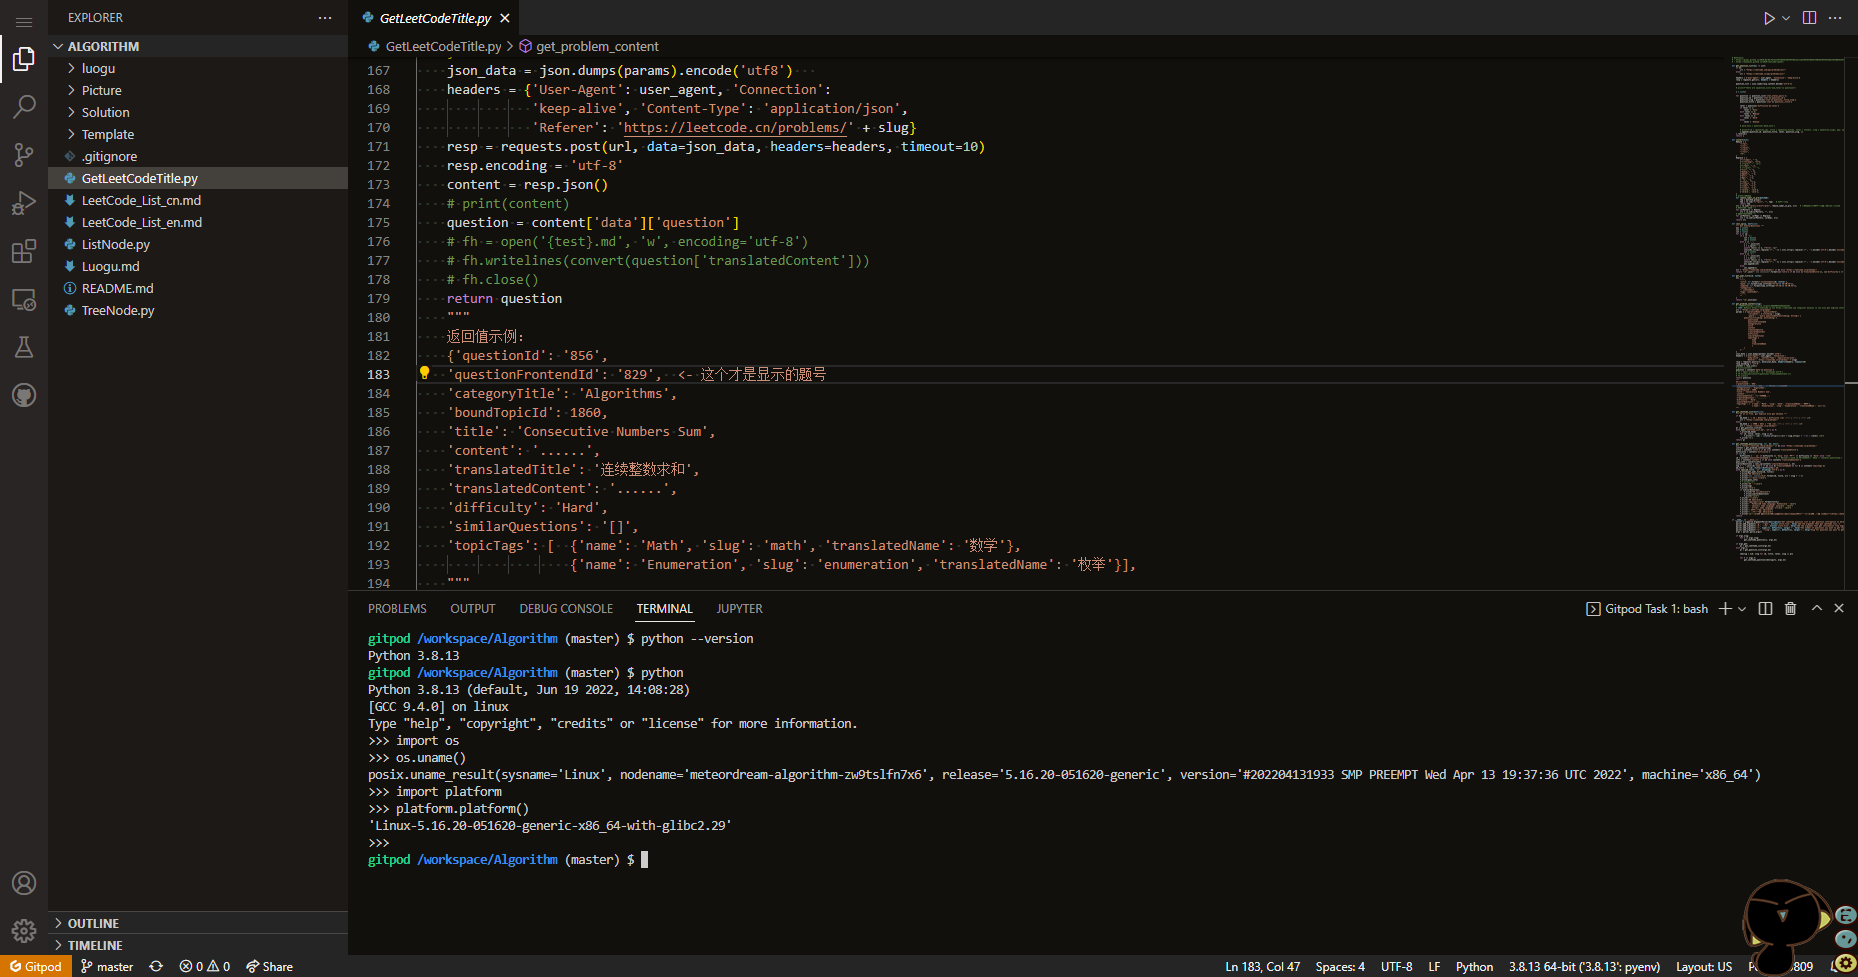 EXPLORER
ALGORITHM
luogu
Picture
Solution
Template
.gitignore
GetLeetCodeTitle.py
LeetCode_List_cn.md
LeetCode_List_en.md
ListNode.py
Luogu.md
README.md
TreeNode.py
OUTLINE
TIMELINE
GetLeetCodeTitle.py
GetLeetCodeTitle.py > get_problem_content
167 json_data = json.dumps(params).encode('utf8')
168 headers = {'User-Agent': user_agent, 'Connection':
169 'keep-alive', 'Content-Type': 'application/json',
170 'Referer': 'https://leetcode.cn/problems/' + slug}
171 resp = requests.post(url, data=json_data, headers=headers, timeout=10)
172 resp.encoding = 'utf-8'
173 content = resp.json()
174 # print(content)
175 question = content['data']['question']
176 # fh = open('{test}.md', 'w', encoding='utf-8')
177 # fh.writelines(convert(question['translatedContent']))
178 # fh.close()
179 return question
180 """
181 返回值示例:
182 {'questionId': '856',
183 'questionFrontendId': '829', <- 这个才是显示的题号
184 'categoryTitle': 'Algorithms',
185 'boundTopicId': 1860,
186 'title': 'Consecutive Numbers Sum',
187 'content': '......',
188 'translatedTitle': '连续整数求和',
189 'translatedContent': '......',
190 'difficulty': 'Hard',
191 'similarQuestions': '[]',
192 'topicTags': [ {'name': 'Math', 'slug': 'math', 'translatedName': '数学'},
193 {'name': 'Enumeration', 'slug': 'enumeration', 'translatedName': '枚举'}],
194 """
PROBLEMS OUTPUT DEBUG CONSOLE TERMINAL JUPYTER
Gitpod Task 1: bash
gitpod /workspace/Algorithm (master) $ python --version
Python 3.8.13
gitpod /workspace/Algorithm (master) $ python
Python 3.8.13 (default, Jun 19 2022, 14:08:28)
[GCC 9.4.0] on linux
Type "help", "copyright", "credits" or "license" for more information.
>>> import os
>>> os.uname()
posix.uname_result(sysname='Linux', nodename='meteordream-algorithm-zw9tslfn7x6', release='5.16.20-051620-generic', version='#202204131933 SMP PREEMPT Wed Apr 13 19:37:36 UTC 2022', machine='x86_64')
>>> import platform
>>> platform.platform()
'Linux-5.16.20-051620-generic-x86_64-with-glibc2.29'
>>>
gitpod /workspace/Algorithm (master) $
Gitpod master 0 0 Share
Ln 183, Col 47 Spaces: 4 UTF-8 LF Python 3.8.13 64-bit ('3.8.13': pyenv) Layout: US